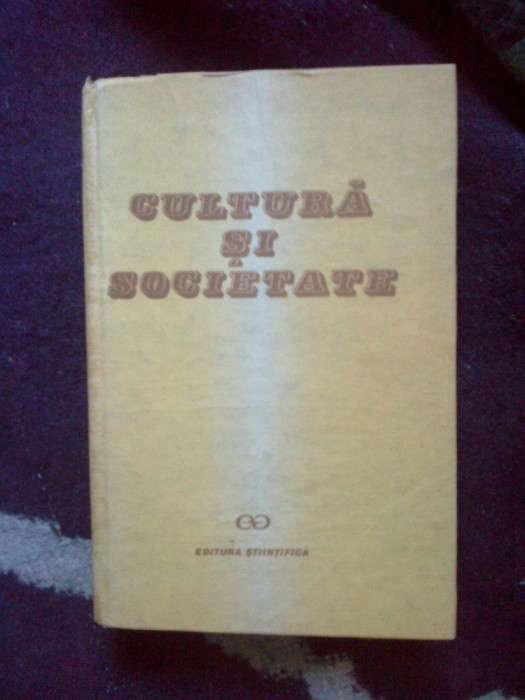 CULTURĂ
ȘI
SOCIETATE
EDITURA ȘTIINȚIFICĂ